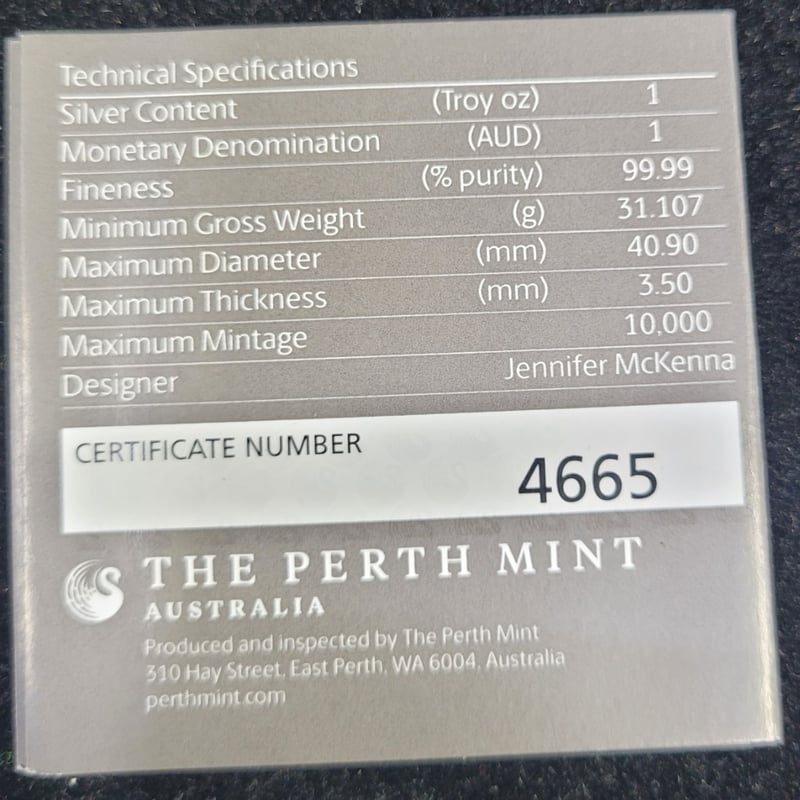 Technical Specifications
Silver Content (Troy oz) 1
Monetary Denomination (AUD) 1
Fineness (% purity) 99.99
Minimum Gross Weight (g) 31.107
Maximum Diameter (mm) 40.90
Maximum Thickness (mm) 3.50
Maximum Mintage 10,000
Designer Jennifer McKenna
CERTIFICATE NUMBER
4665
THE PERTH MINT
AUSTRALIA
Produced and inspected by The Perth Mint
310 Hay Street, East Perth, WA 6004, Australia
perthmint.com